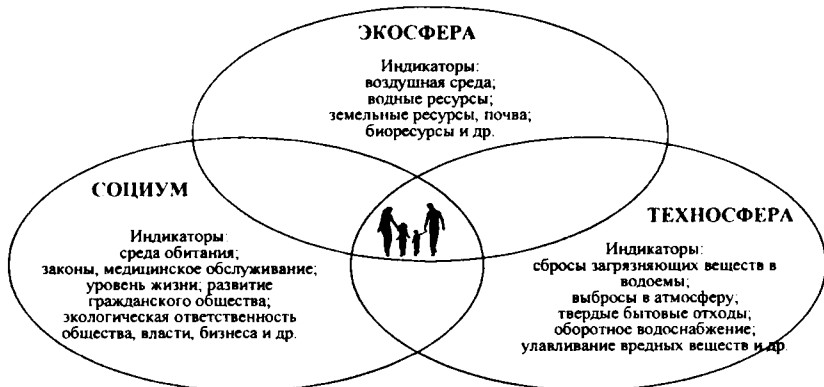 ЭКОСФЕРА
Индикаторы:
воздушная среда;
водные ресурсы;
земельные ресурсы, почва;
биоресурсы и др.
СОЦИУМ
Индикаторы:
среда обитания;
законы, медицинское обслуживание;
уровень жизни; развитие
гражданского общества;
экологическая ответственность
общества, власти, бизнеса и др.
ТЕХНОСФЕРА
Индикаторы:
сбросы загрязняющих веществ в
водоемы;
выбросы в атмосферу;
твердые бытовые отходы;
оборотное водоснабжение;
улавливание вредных веществ и др.